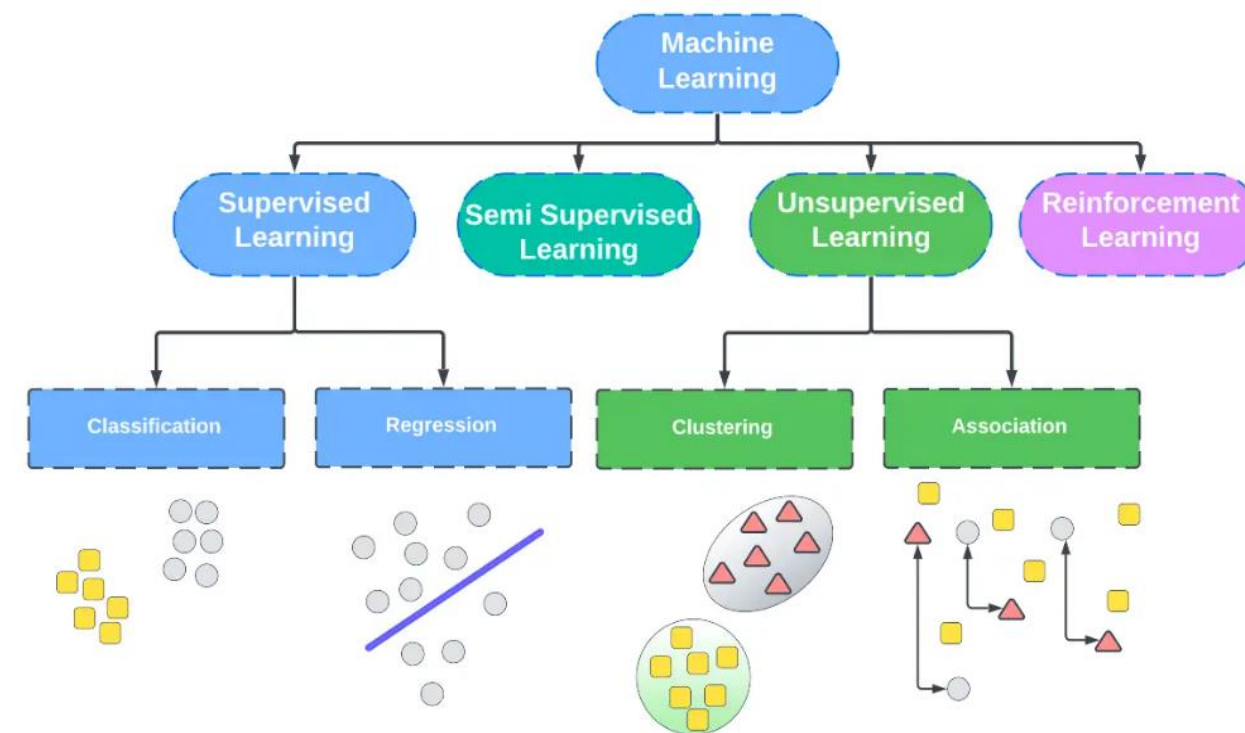 Machine
Learning
Supervised
Learning
Semi Supervised
Learning
Unsupervised
Learning
Reinforcement
Learning
Classification
Regression
Clustering
Association